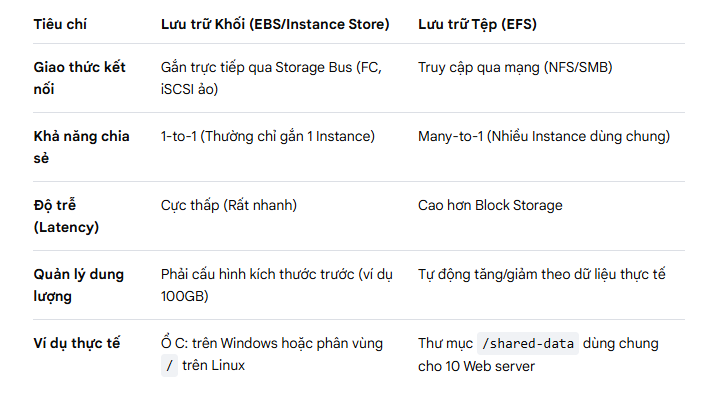 Tiêu chí Lưu trữ Khối (EBS/Instance Store) Lưu trữ Tệp (EFS)
Giao thức kết Gắn trực tiếp qua Storage Bus (FC, Truy cập qua mạng (NFS/SMB)
nối iSCSI ảo)
Khả năng chia 1-to-1 (Thường chỉ gắn 1 Instance) Many-to-1 (Nhiều Instance dùng chung)
sẻ
Độ trễ Cực thấp (Rất nhanh) Cao hơn Block Storage
(Latency)
Quản lý dung Phải cấu hình kích thước trước (ví dụ Tự động tăng/giảm theo dữ liệu thực tế
lượng 100GB)
Ví dụ thực tế Ổ C: trên Windows hoặc phân vùng Thư mục /shared-data dùng chung
/ trên Linux cho 10 Web server